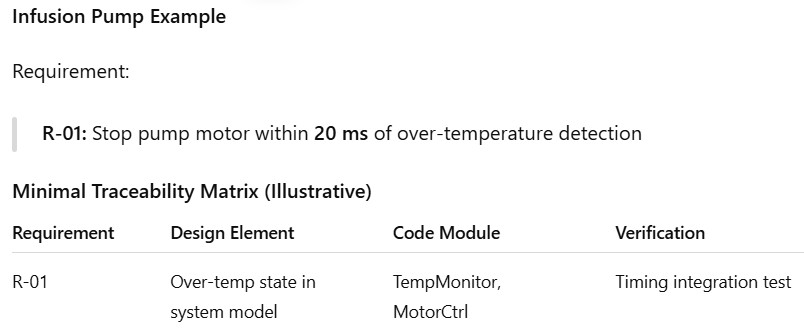 Infusion Pump Example
Requirement:
R-01: Stop pump motor within 20 ms of over-temperature detection
Minimal Traceability Matrix (Illustrative)
Requirement Design Element Code Module Verification
R-01 Over-temp state in TempMonitor, Timing integration test
system model MotorCtrl